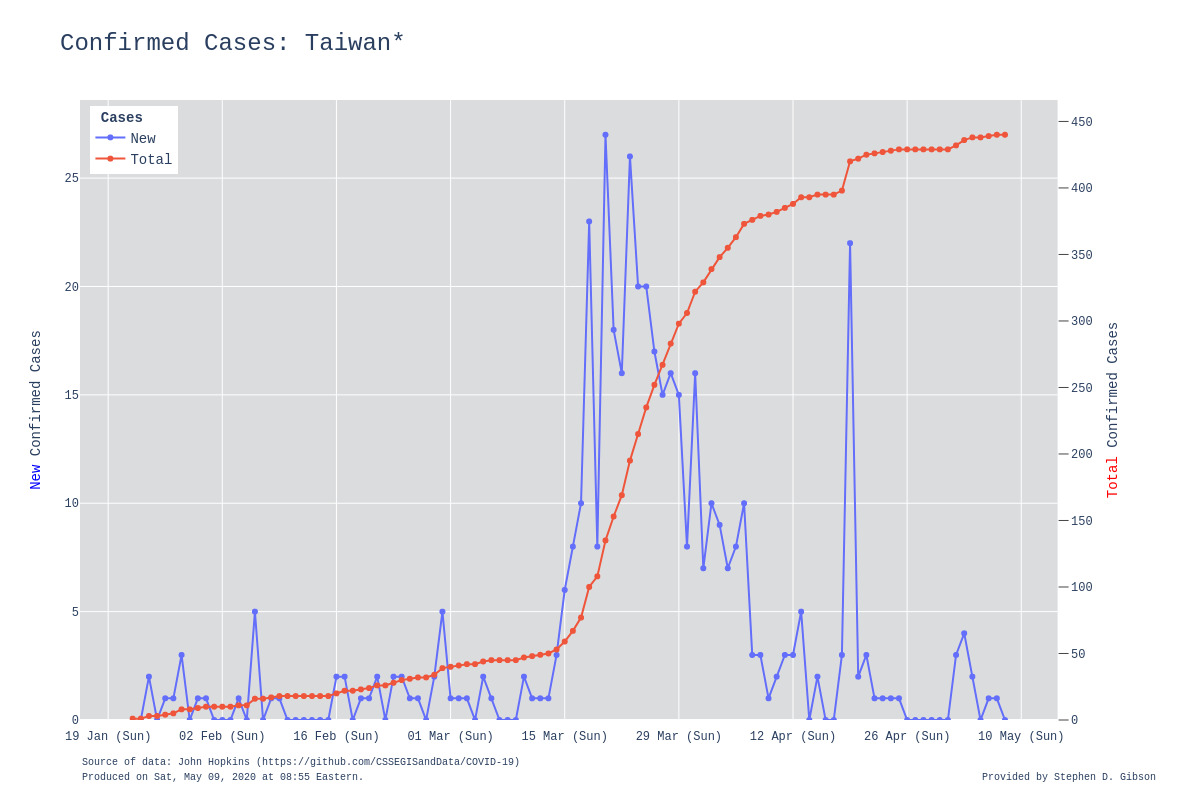 Confirmed Cases: Taiwan*
Cases
New
Total
25
20
15
10
5
0
450
400
350
300
250
200
150
100
50
0
New Confirmed Cases
Total Confirmed Cases
19 Jan (Sun) 02 Feb (Sun) 16 Feb (Sun) 01 Mar (Sun) 15 Mar (Sun) 29 Mar (Sun) 12 Apr (Sun) 26 Apr (Sun) 10 May (Sun)
Source of data: John Hopkins (https://github.com/CSSEGISandData/COVID-19)
Produced on Sat, May 09, 2020 at 08:55 Eastern.
Provided by Stephen D. Gibson